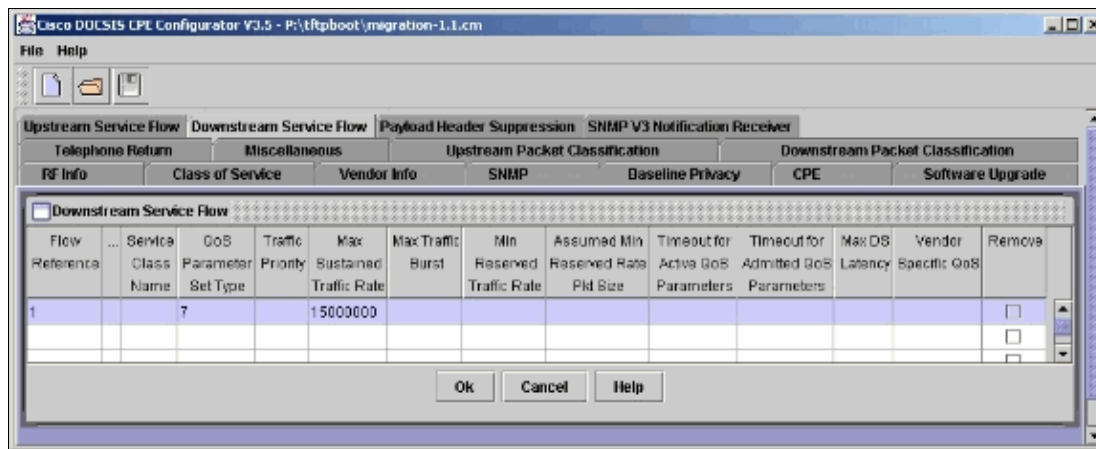 Cisco DOCSIS CPE Configurator V3.5 - P:\tftpboot\migration-1.1.cm
File Help
Upstream Service Flow Downstream Service Flow Payload Header Suppression SNMP V3 Notification Receiver
Telephone Return Miscellaneous Upstream Packet Classification Downstream Packet Classification
RF Info Class of Service Vendor Info SNMP Baseline Privacy CPE Software Upgrade
Downstream Service Flow
Flow ... Service QoS Traffic Max Max Traffic Min Assumed Min Timeout for Timeout for Max DS Vendor Remove
Reference Class Parameter Priority Sustained Burst Reserved Reserved Rate Active QoS Admitted QoS Latency Specific QoS
Name Set Type Traffic Rate Traffic Rate Pkt Size Parameters Parameters
1 7 15000000
Ok Cancel Help